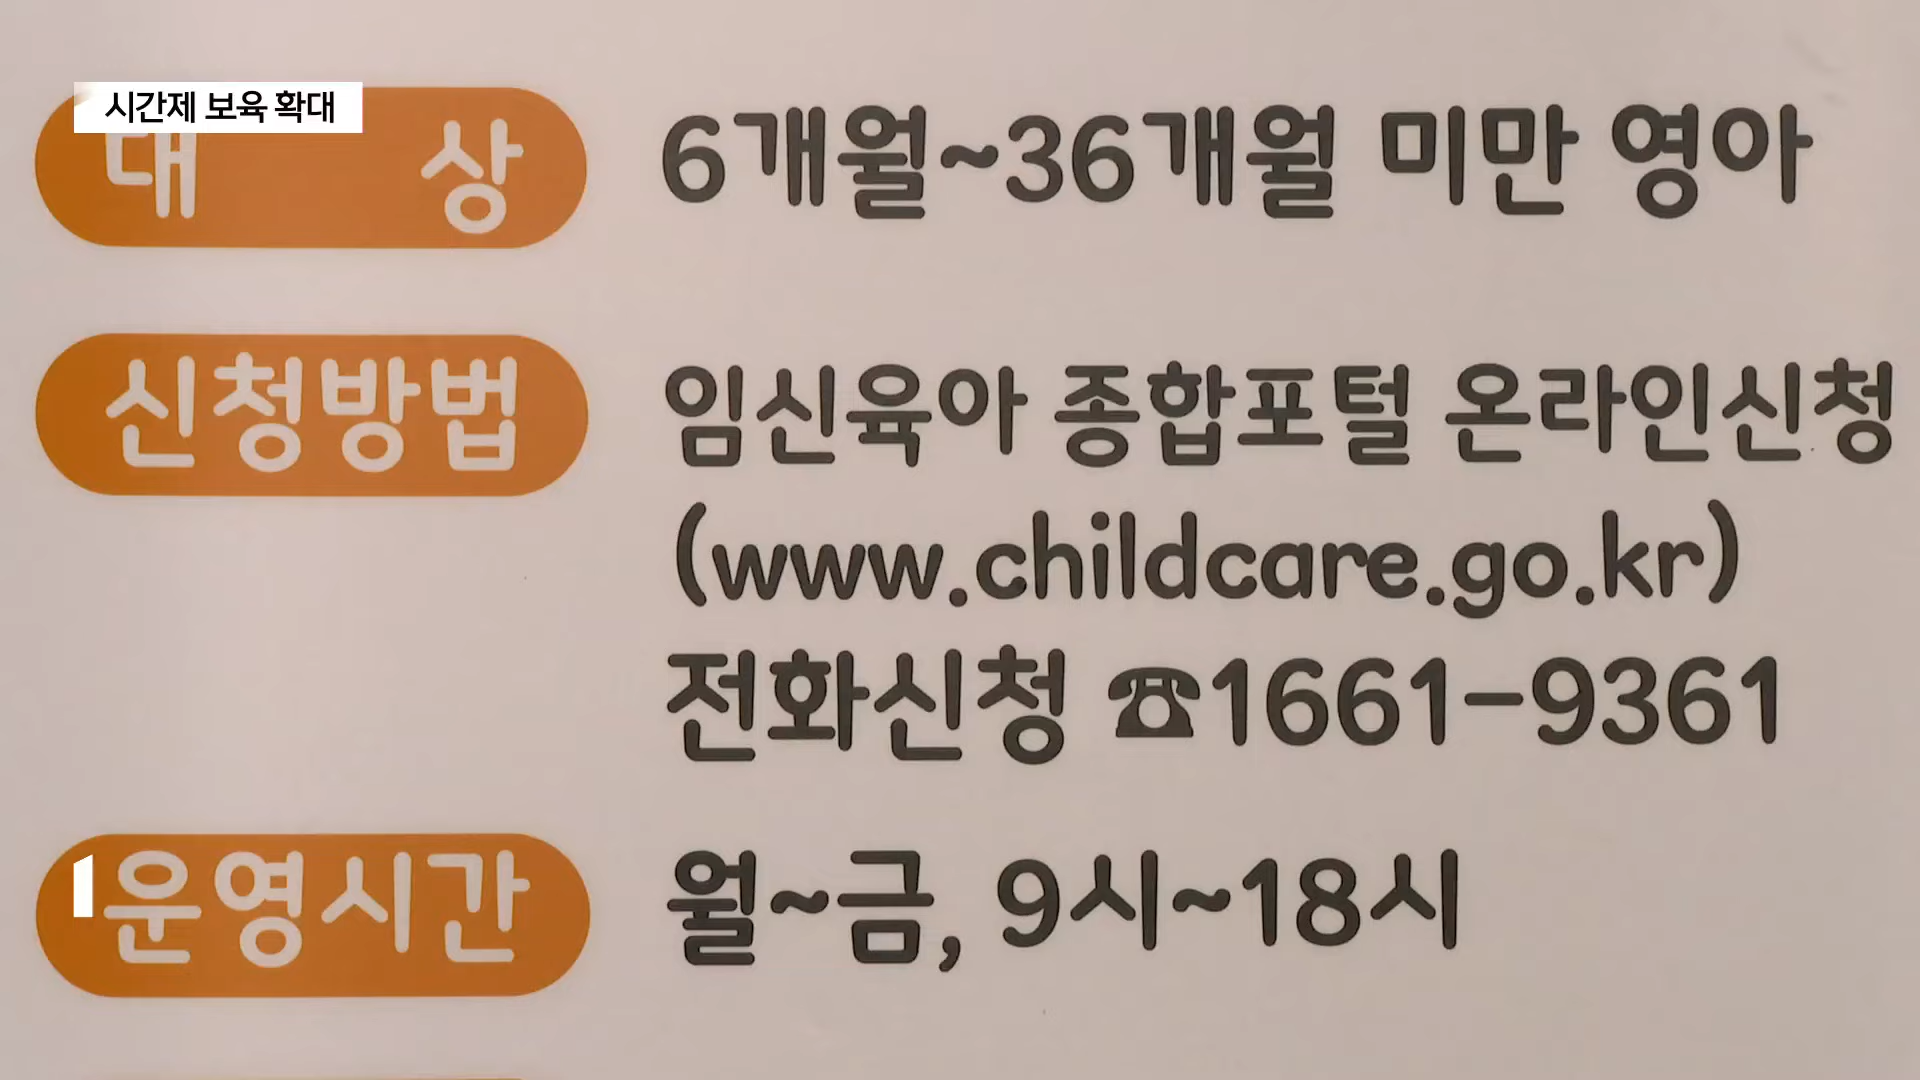 시간제 보육 확대
대 상 6개월~36개월 미만 영아
신청방법 임신육아 종합포털 온라인신청
(www.childcare.go.kr)
전화신청 ☎1661-9361
운영시간 월~금, 9시~18시